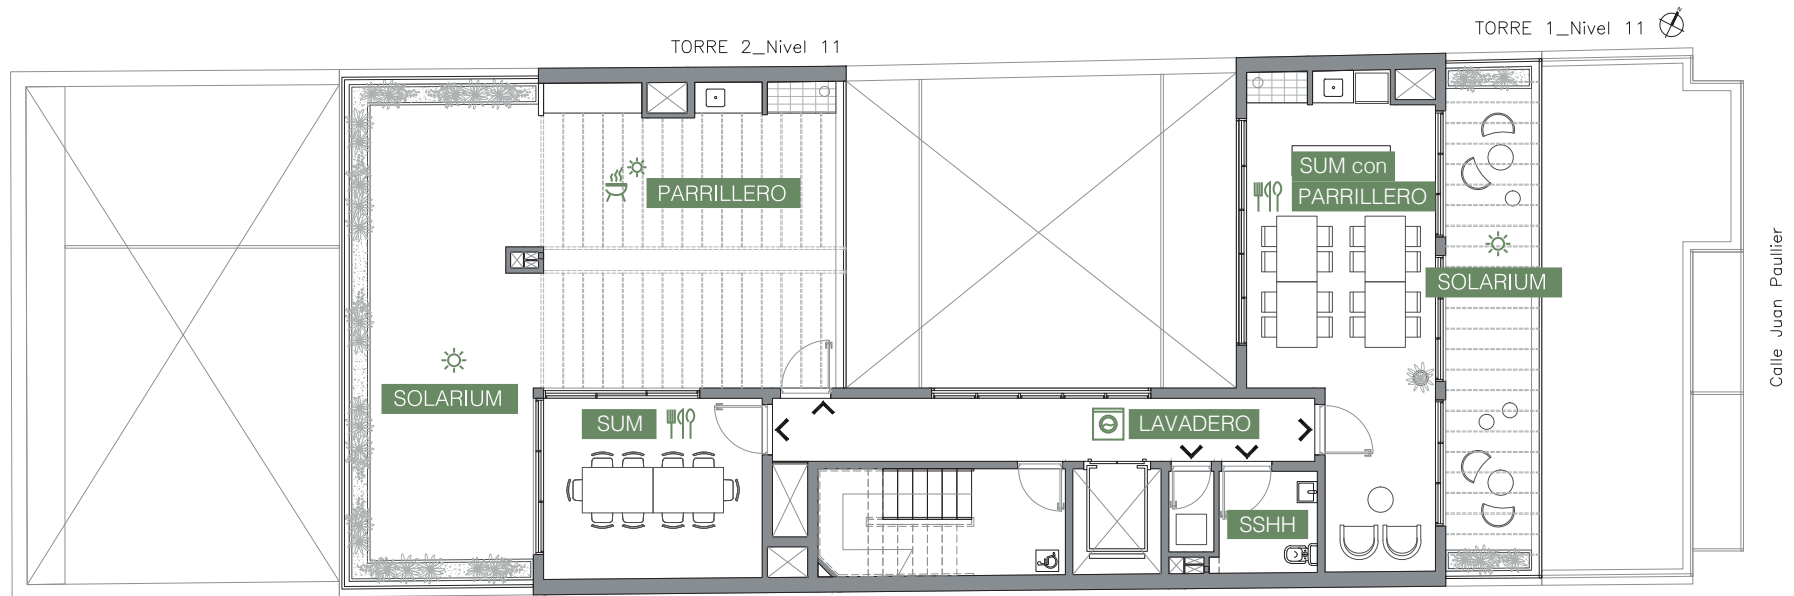 TORRE 2_Nivel 11
TORRE 1_Nivel 11
N
PARRILLERO
SUM con
PARRILLERO
SOLARIUM
SOLARIUM
SUM
LAVADERO
SSHH
Calle Juan Paullier